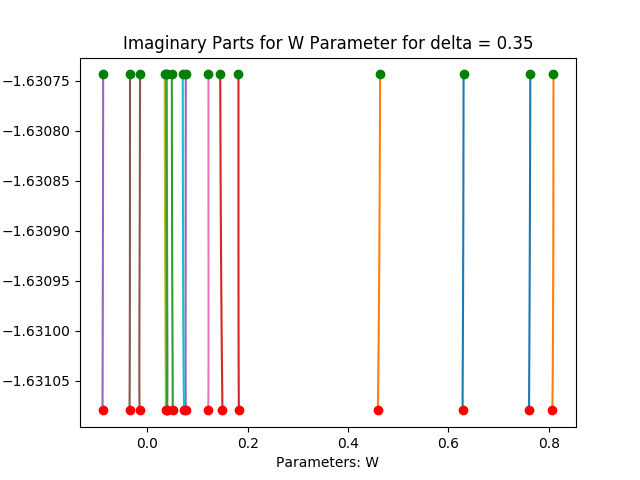 Imaginary Parts for W Parameter for delta = 0.35
−1.63075
−1.63080
−1.63085
−1.63090
−1.63095
−1.63100
−1.63105
0.0 0.2 0.4 0.6 0.8
Parameters: W